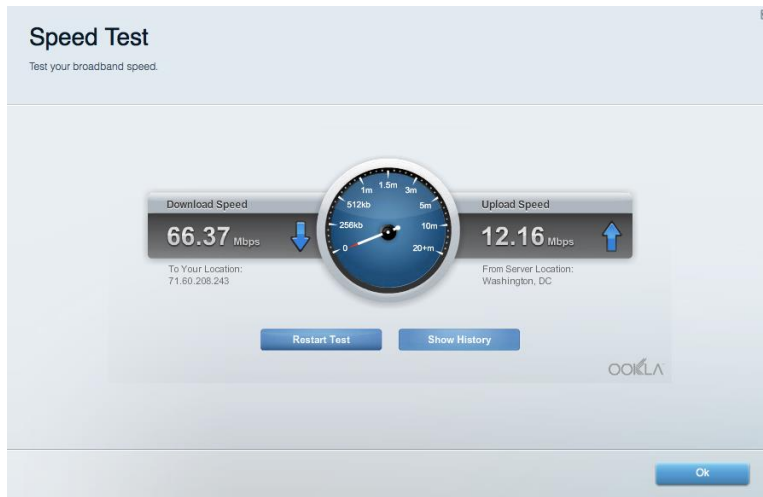 Speed Test
Test your broadband speed.
Download Speed
66.37 Mbps
To Your Location:
71.60.208.243
0
256kb
512kb
1m
1.5m
3m
5m
10m
20+m
Upload Speed
12.16 Mbps
From Server Location:
Washington, DC
Restart Test
Show History
OOKLA
Ok